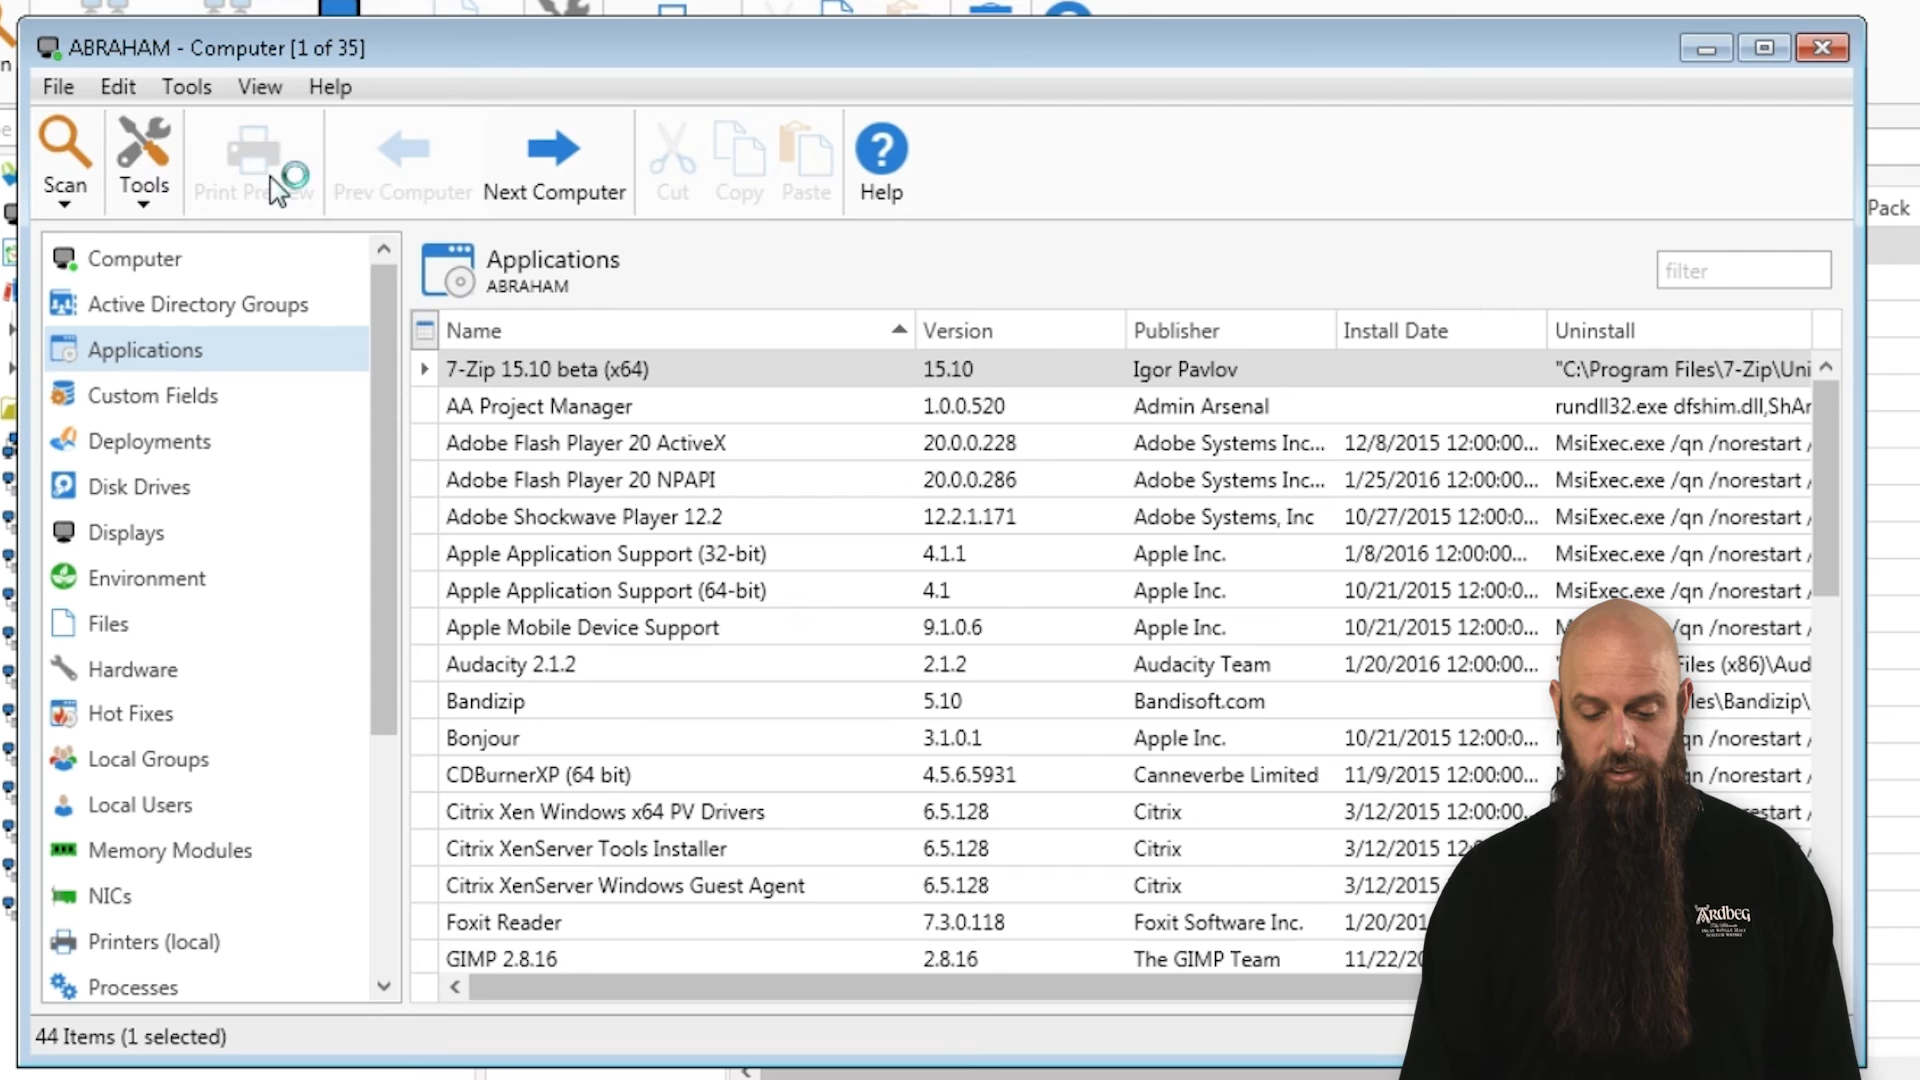 ABRAHAM - Computer [1 of 35]
File Edit Tools View Help
Scan Tools Print Preview Prev Computer Next Computer Cut Copy Paste Help
Pack
Computer
Active Directory Groups
Applications
Custom Fields
Deployments
Disk Drives
Displays
Environment
Files
Hardware
Hot Fixes
Local Groups
Local Users
Memory Modules
NICs
Printers (local)
Processes
Applications
ABRAHAM
filter
Name Version Publisher Install Date Uninstall
7-Zip 15.10 beta (x64) 15.10 Igor Pavlov "C:\Program Files\7-Zip\Uni
AA Project Manager 1.0.0.520 Admin Arsenal rundll32.exe dfshim.dll,ShAr
Adobe Flash Player 20 ActiveX 20.0.0.228 Adobe Systems Inc... 12/8/2015 12:00:00... MsiExec.exe /qn /norestart /
Adobe Flash Player 20 NPAPI 20.0.0.286 Adobe Systems Inc... 1/25/2016 12:00:00... MsiExec.exe /qn /norestart /
Adobe Shockwave Player 12.2 12.2.1.171 Adobe Systems, Inc 10/27/2015 12:00:0... MsiExec.exe /qn /norestart /
Apple Application Support (32-bit) 4.1.1 Apple Inc. 1/8/2016 12:00:00... MsiExec.exe /qn /norestart /
Apple Application Support (64-bit) 4.1 Apple Inc. 10/21/2015 12:00:0... MsiExec.exe /qn /norestart /
Apple Mobile Device Support 9.1.0.6 Apple Inc. 10/21/2015 12:00:0... /qn /norestart /
Audacity 2.1.2 2.1.2 Audacity Team 1/20/2016 12:00:00... Files (x86)\Aud
Bandizip 5.10 Bandisoft.com les\Bandizip\
Bonjour 3.1.0.1 Apple Inc. 10/21/2015 12:00:0... qn /norestart /
CDBurnerXP (64 bit) 4.5.6.5931 Canneverbe Limited 11/9/2015 12:00:00... n /norestart /
Citrix Xen Windows x64 PV Drivers 6.5.128 Citrix 3/12/2015 12:00:00. estart /
Citrix XenServer Tools Installer 6.5.128 Citrix 3/12/2015 12
Citrix XenServer Windows Guest Agent 6.5.128 Citrix 3/12/2015
Foxit Reader 7.3.0.118 Foxit Software Inc. 1/20/201
GIMP 2.8.16 2.8.16 The GIMP Team 11/22/20
44 Items (1 selected)
Ardbeg